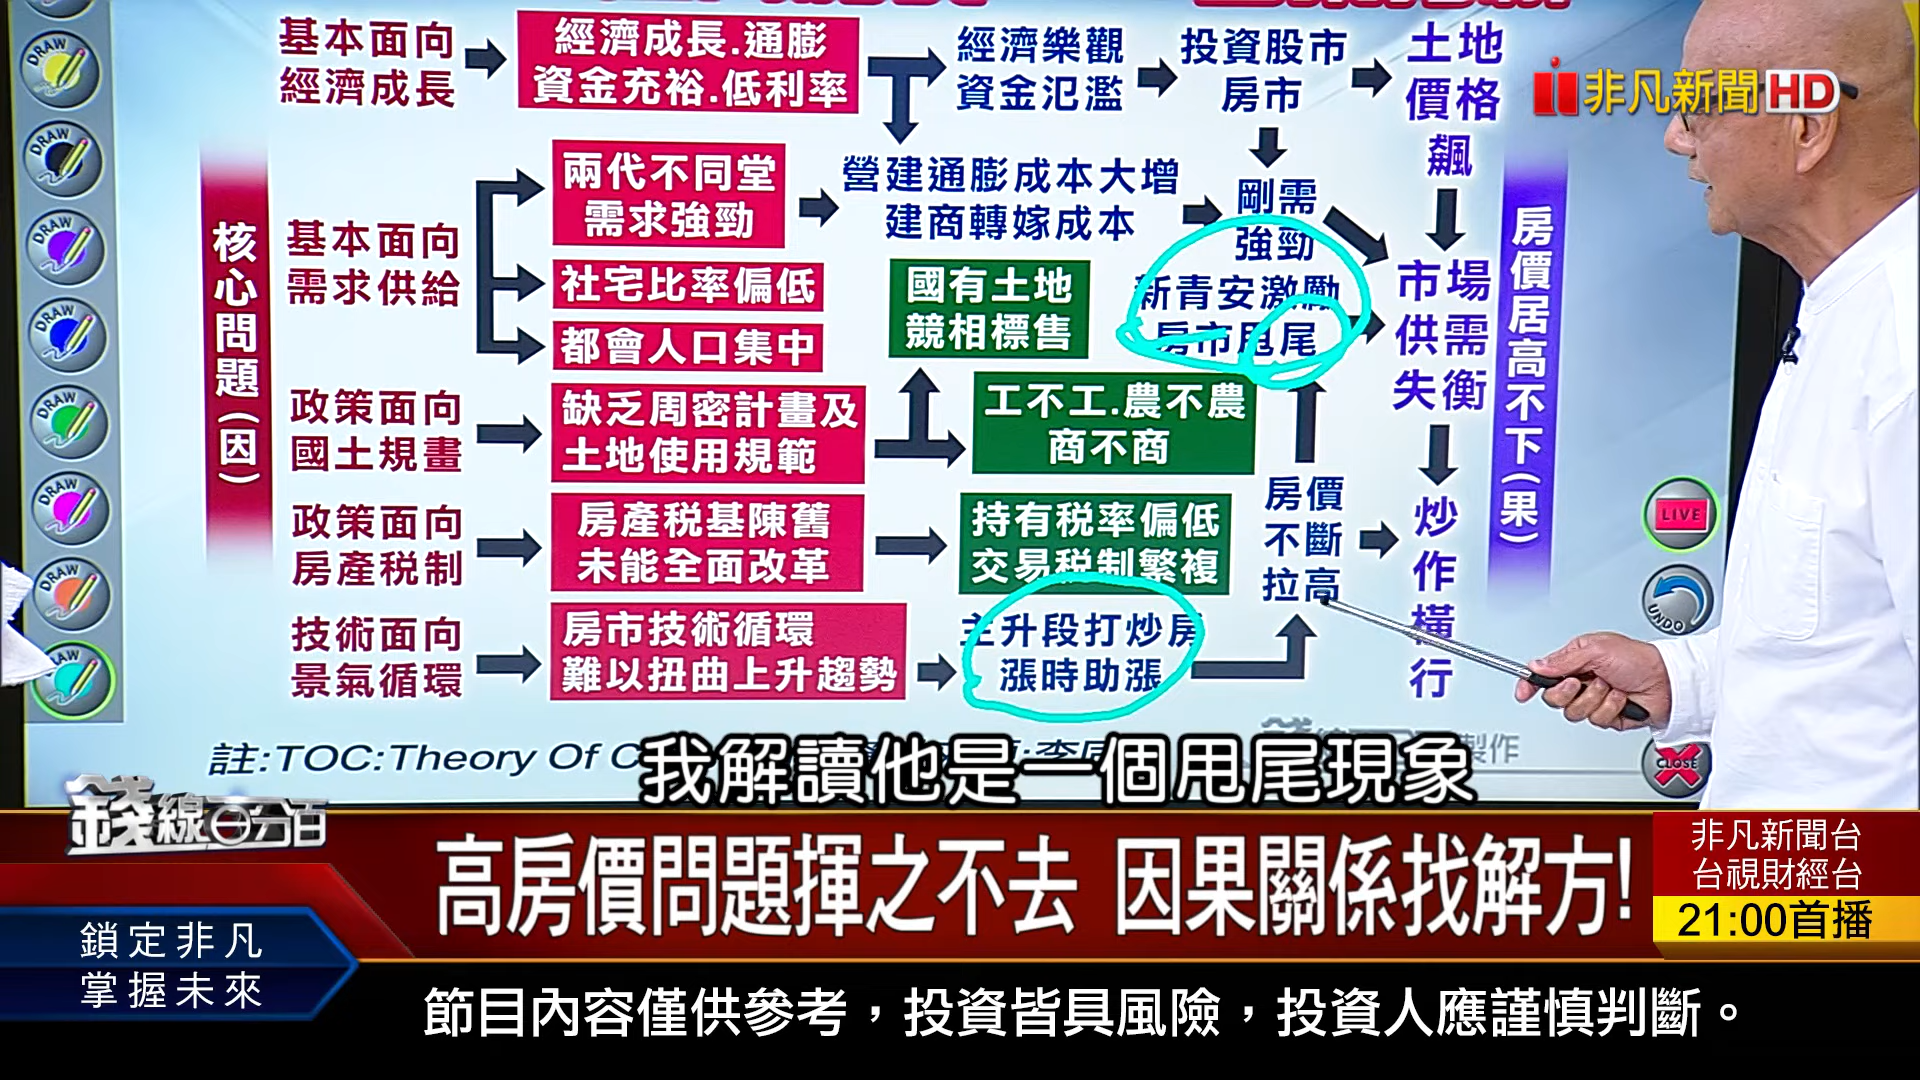 基本面向
經濟成長
經濟成長.通膨
資金充裕.低利率
經濟樂觀
資金氾濫
投資股市
房市
土地
價格
飆
非凡新聞HD
核心問題(因)
基本面向
需求供給
兩代不同堂
需求強勁
社宅比率偏低
都會人口集中
營建通膨成本大增
建商轉嫁成本
剛需
強勁
新青安激勵
房市甩尾
國有土地
競相標售
市場
供需
失衡
房價居高不下(果)
政策面向
國土規畫
缺乏周密計畫及
土地使用規範
工不工.農不農
商不商
政策面向
房產稅制
房產稅基陳舊
未能全面改革
持有稅率偏低
交易稅制繁複
房價
不斷
拉高
炒
作
橫
行
技術面向
景氣循環
房市技術循環
難以扭曲上升趨勢
主升段打炒房
漲時助漲
DRAW
DRAW
DRAW
DRAW
DRAW
DRAW
DRAW
LIVE
UNDO
CLOSE
註:TOC:Theory Of
製作
我解讀他是一個甩尾現象
錢線百分百
高房價問題揮之不去 因果關係找解方!
非凡新聞台
台視財經台
21:00首播
鎖定非凡
掌握未來
節目內容僅供參考，投資皆具風險，投資人應謹慎判斷。